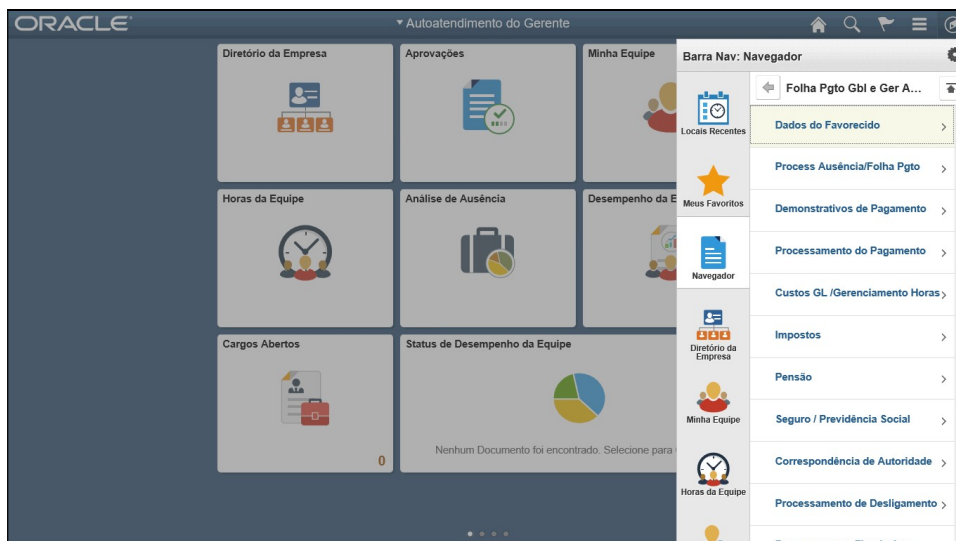 ORACLE
Autoatendimento do Gerente
Diretório da Empresa
Aprovações
Minha Equipe
Horas da Equipe
Análise de Ausência
Desempenho da E
Cargos Abertos
0
Status de Desempenho da Equipe
Nenhum Documento foi encontrado. Selecione para
Barra Nav: Navegador
Locais Recentes
Meus Favoritos
Navegador
Diretório da
Empresa
Minha Equipe
Horas da Equipe
Folha Pgto Gbl e Ger A...
Dados do Favorecido
Process Ausência/Folha Pgto
Demonstrativos de Pagamento
Processamento do Pagamento
Custos GL /Gerenciamento Horas
Impostos
Pensão
Seguro / Previdência Social
Correspondência de Autoridade
Processamento de Desligamento